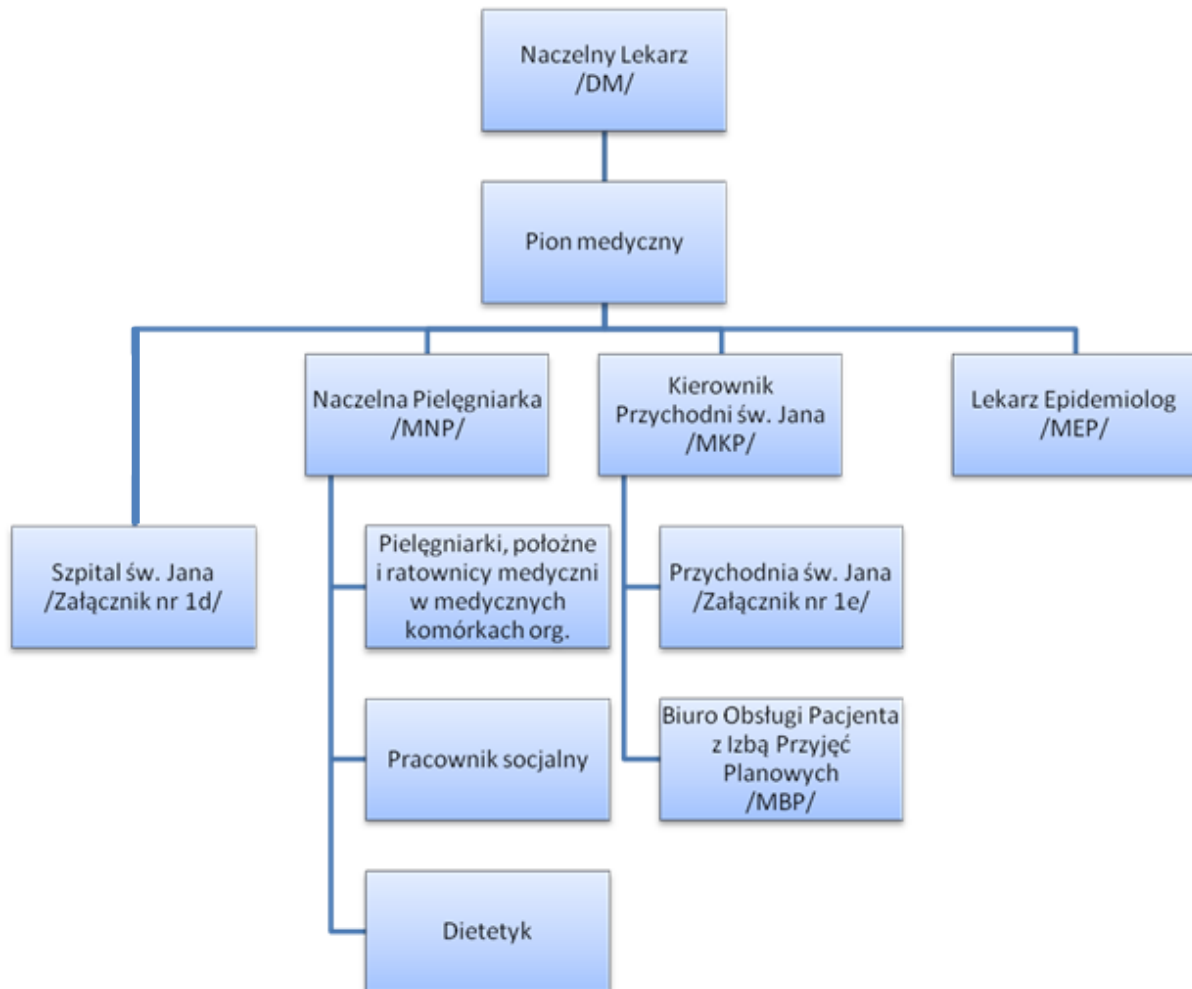 Naczelny Lekarz
/DM/
Pion medyczny
Naczelna Pielęgniarka
/MNP/
Kierownik
Przychodni św. Jana
/MKP/
Lekarz Epidemiolog
/MEP/
Szpital św. Jana
/Załącznik nr 1d/
Pielęgniarki, położne
i ratownicy medyczni
w medycznych
komórkach org.
Przychodnia św. Jana
/Załącznik nr 1e/
Pracownik socjalny
Biuro Obsługi Pacjenta
z Izbą Przyjęć
Planowych
/MBP/
Dietetyk